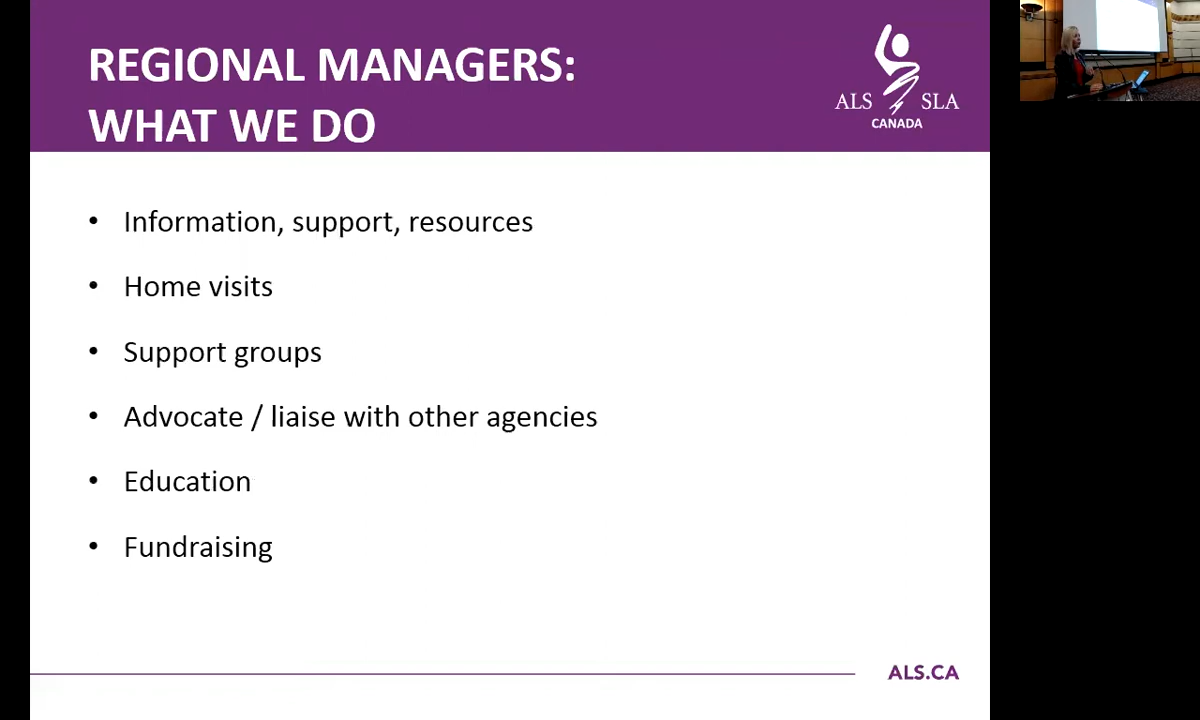 REGIONAL MANAGERS:
WHAT WE DO
ALS SLA
CANADA
• Information, support, resources
• Home visits
• Support groups
• Advocate / liaise with other agencies
• Education
• Fundraising
ALS.CA